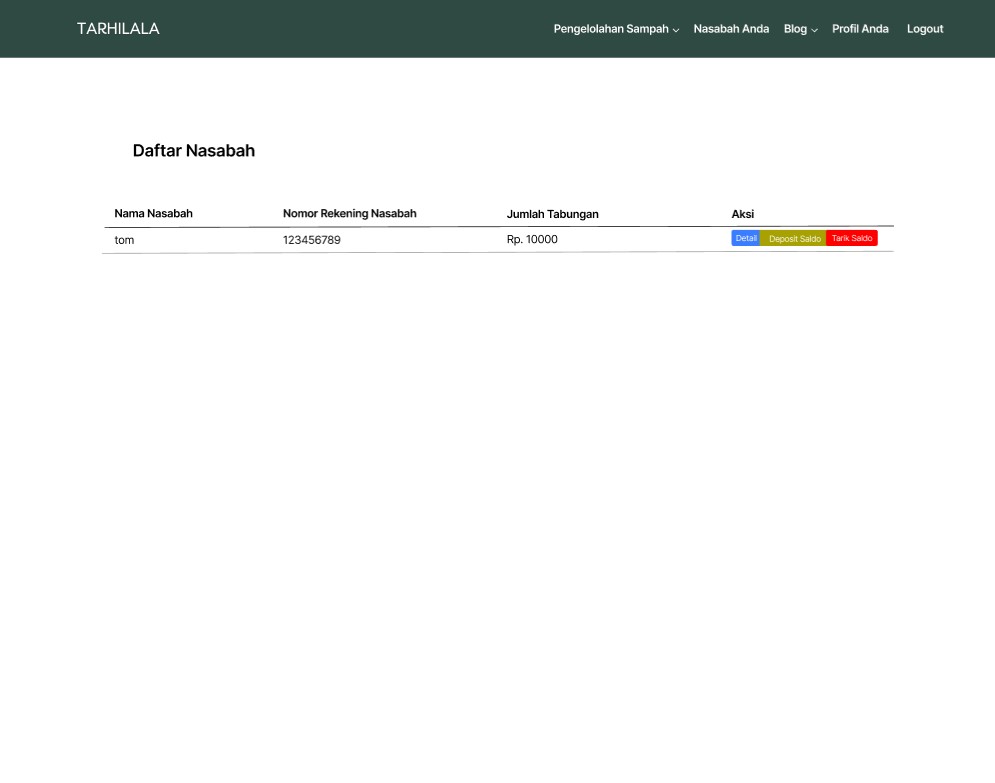 TARHILALA Pengelolahan Sampah Nasabah Anda Blog Profil Anda Logout
Daftar Nasabah
Nama Nasabah Nomor Rekening Nasabah Jumlah Tabungan Aksi
tom 123456789 Rp. 10000 Detail Deposit Saldo Tarik Saldo